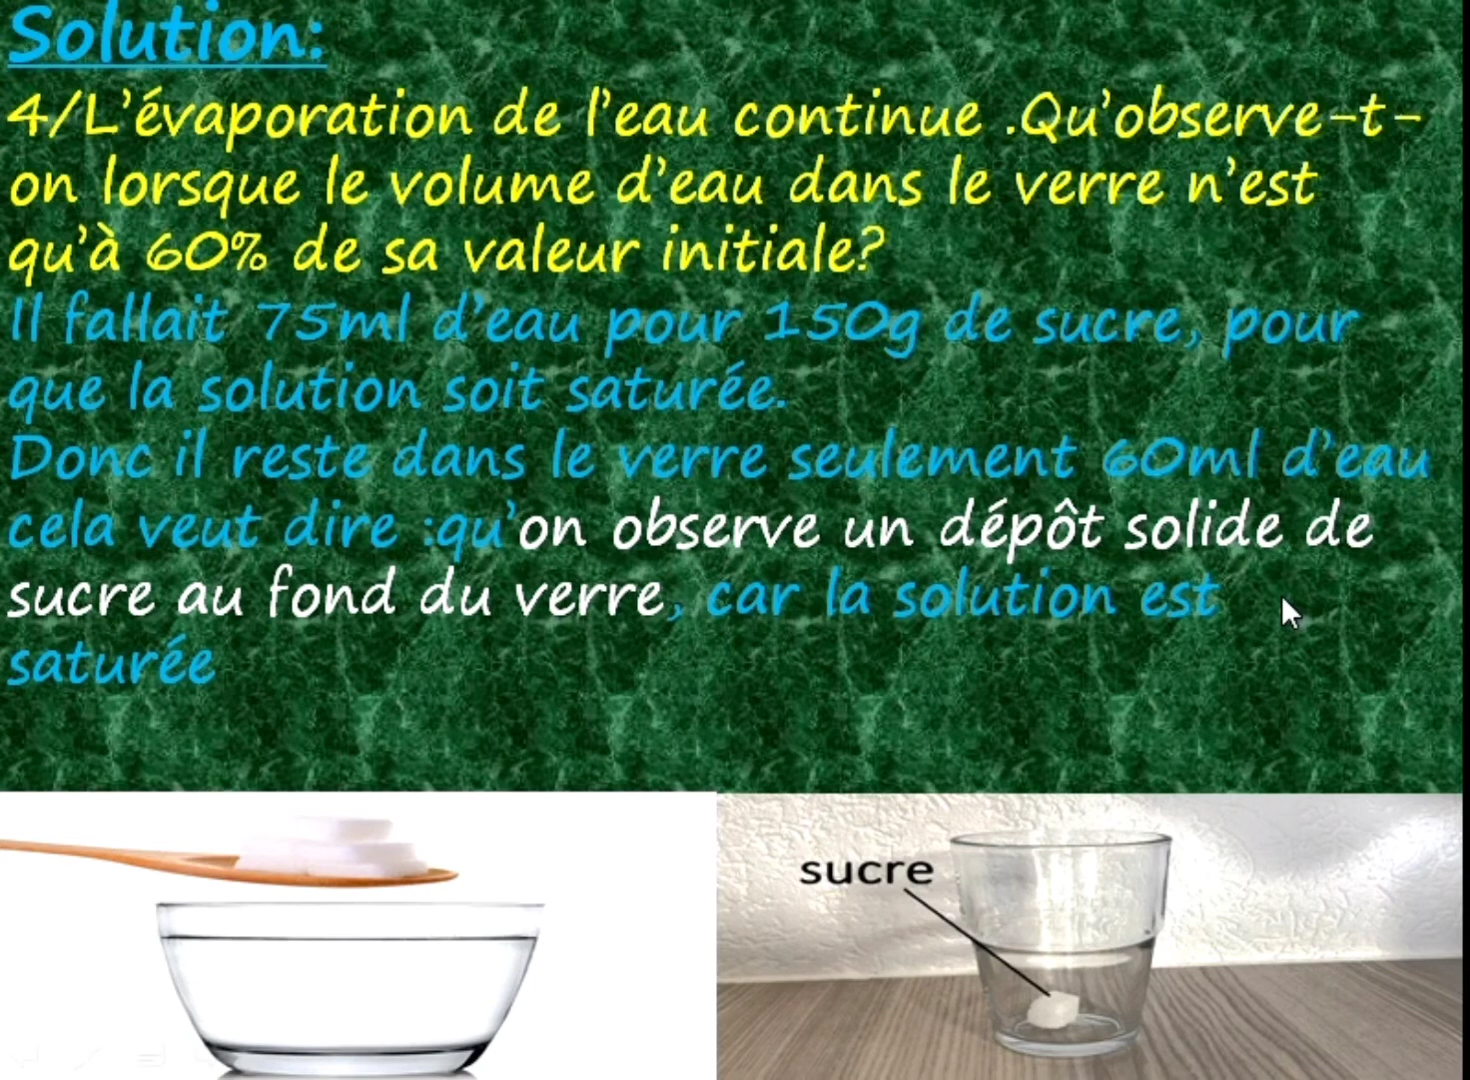 Solution:
4/L'évaporation de l'eau continue .Qu'observe-t-
on lorsque le volume d'eau dans le verre n'est
qu'à 60% de sa valeur initiale?
Il fallait 75ml d'eau pour 150g de sucre, pour
que la solution soit saturée.
Donc il reste dans le verre seulement 60ml d'eau
cela veut dire :qu'on observe un dépôt solide de
sucre au fond du verre, car la solution est
saturée
sucre